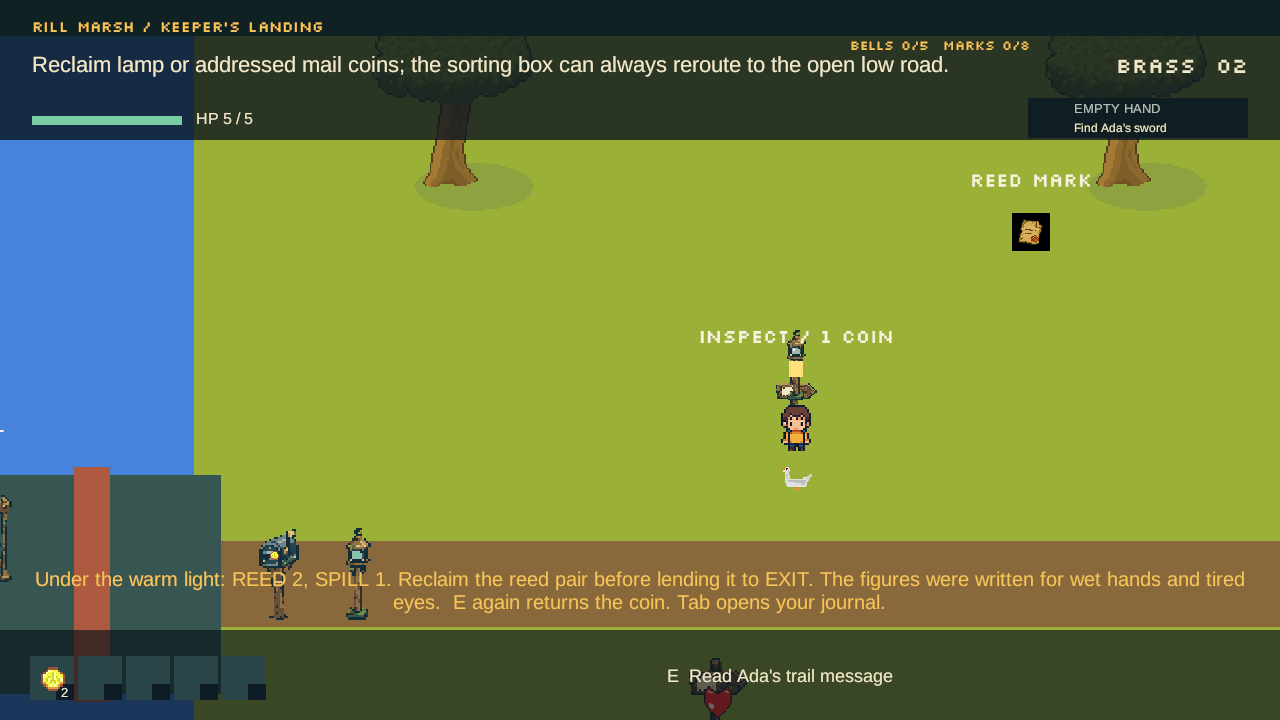 RILL MARSH / KEEPER'S LANDING
BELLS 0/5 MARKS 0/8
Reclaim lamp or addressed mail coins; the sorting box can always reroute to the open low road.
BRASS 02
HP 5 / 5
EMPTY HAND
Find Ada's sword
REED MARK
INSPECT / 1 COIN
Under the warm light: REED 2, SPILL 1. Reclaim the reed pair before lending it to EXIT. The figures were written for wet hands and tired
eyes.  E again returns the coin. Tab opens your journal.
E  Read Ada's trail message
2